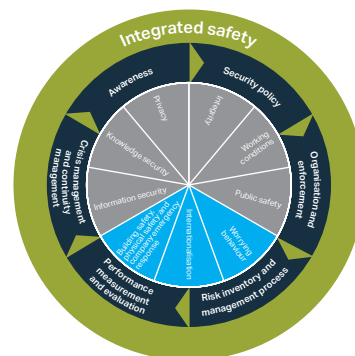 Integrated safety
Security policy
Organisation and
enforcement
Risk inventory and
management process
Performance
measurement
and evaluation
Crisis management
and continuity
management
Awareness
Privacy
Integrity
Working
conditions
Public safety
Worrying
behaviour
Internationalisation
Building safety,
physical safety and
company emergency
response
Information security
Knowledge security